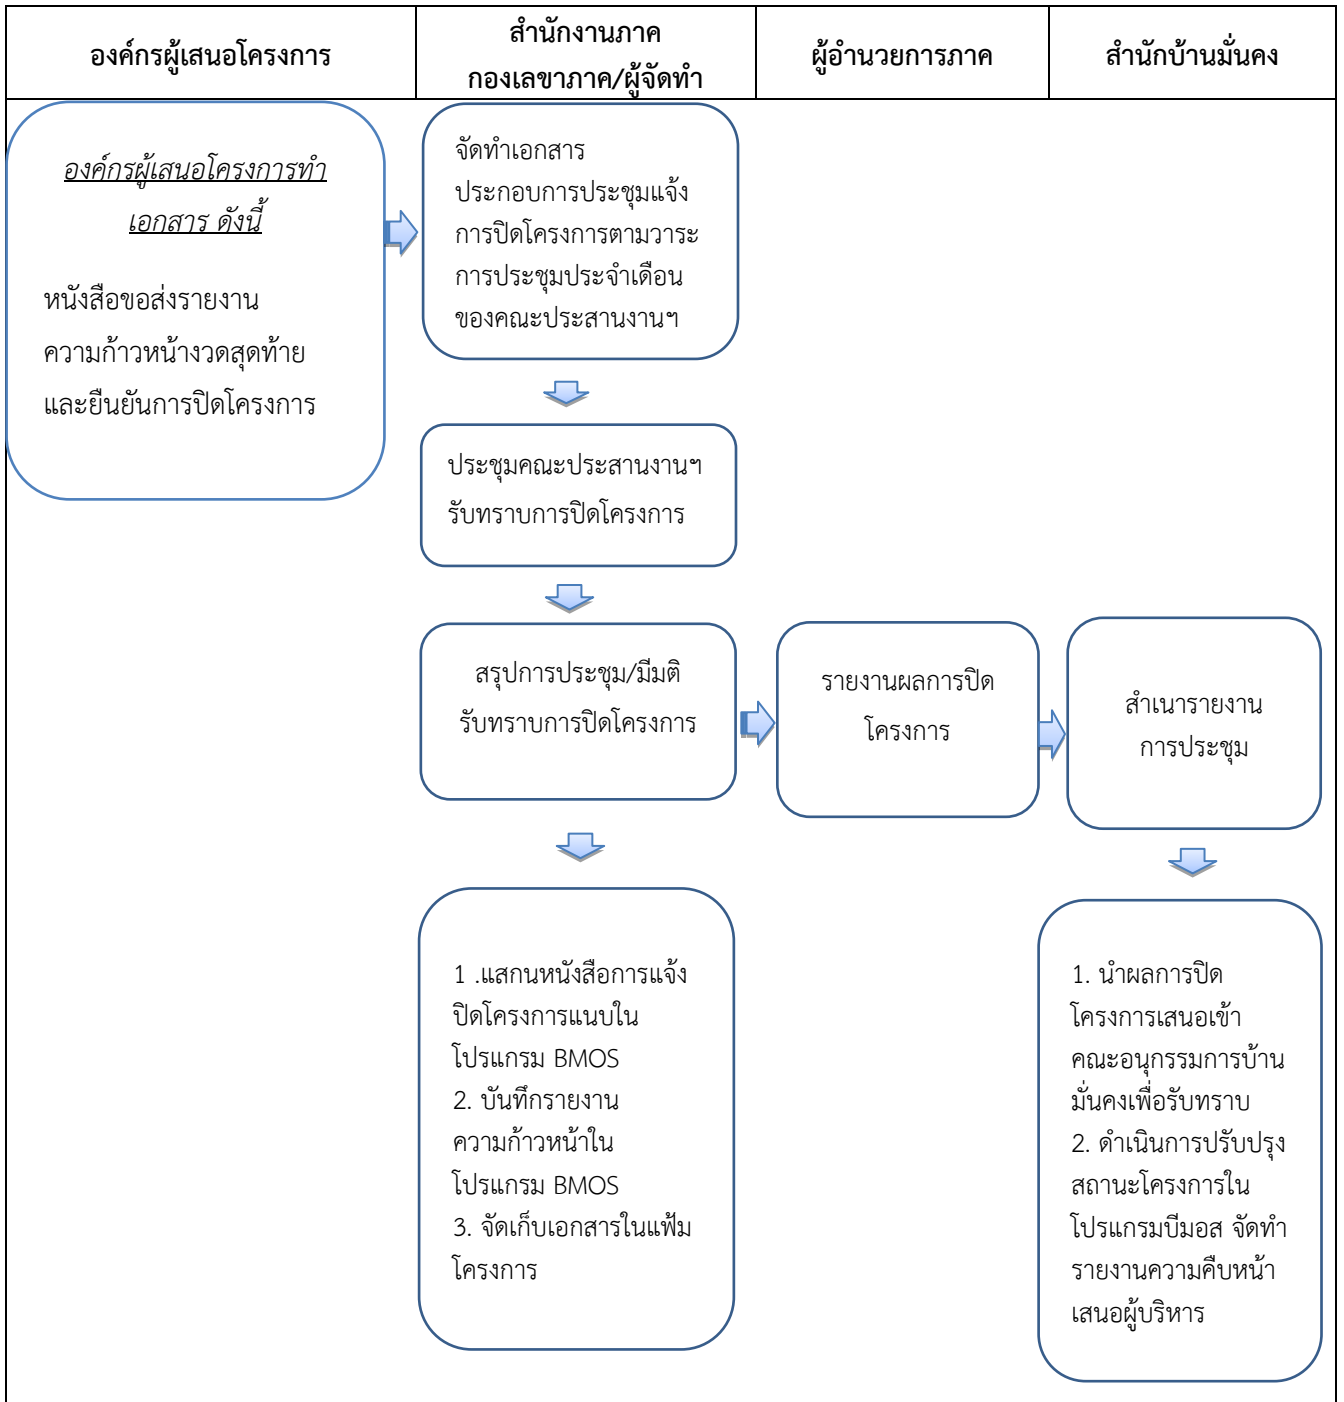 องค์กรผู้เสนอโครงการ
สำนักงานภาค
กองเลขาภาค/ผู้จัดทำ
ผู้อำนวยการภาค
สำนักบ้านมั่นคง
องค์กรผู้เสนอโครงการทำ
เอกสาร ดังนี้
หนังสือขอส่งรายงาน
ความก้าวหน้างวดสุดท้าย
และยืนยันการปิดโครงการ
จัดทำเอกสาร
ประกอบการประชุมแจ้ง
การปิดโครงการตามวาระ
การประชุมประจำเดือน
ของคณะประสานงานฯ
ประชุมคณะประสานงานฯ
รับทราบการปิดโครงการ
สรุปการประชุม/มีมติ
รับทราบการปิดโครงการ
รายงานผลการปิด
โครงการ
สำเนารายงาน
การประชุม
1 .แสกนหนังสือการแจ้ง
ปิดโครงการแนบใน
โปรแกรม BMOS
2. บันทึกรายงาน
ความก้าวหน้าใน
โปรแกรม BMOS
3. จัดเก็บเอกสารในแฟ้ม
โครงการ
1. นำผลการปิด
โครงการเสนอเข้า
คณะอนุกรรมการบ้าน
มั่นคงเพื่อรับทราบ
2. ดำเนินการปรับปรุง
สถานะโครงการใน
โปรแกรมบีมอส จัดทำ
รายงานความคืบหน้า
เสนอผู้บริหาร